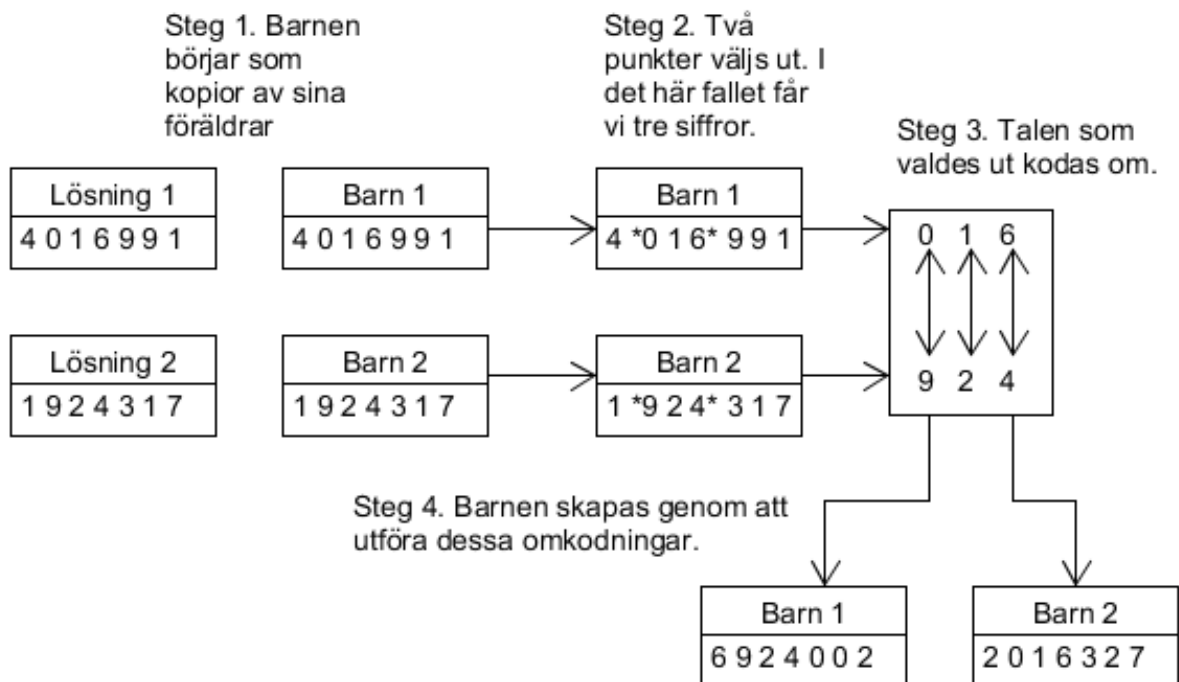 Steg 1. Barnen
börjar som
kopior av sina
föräldrar
Steg 2. Två
punkter väljs ut. I
det här fallet får
vi tre siffror.
Steg 3. Talen som
valdes ut kodas om.
Lösning 1
4 0 1 6 9 9 1
Barn 1
4 0 1 6 9 9 1
Barn 1
4 *0 1 6* 9 9 1
0 1 6
9 2 4
Lösning 2
1 9 2 4 3 1 7
Barn 2
1 9 2 4 3 1 7
Barn 2
1 *9 2 4* 3 1 7
Steg 4. Barnen skapas genom att
utföra dessa omkodningar.
Barn 1
6 9 2 4 0 0 2
Barn 2
2 0 1 6 3 2 7